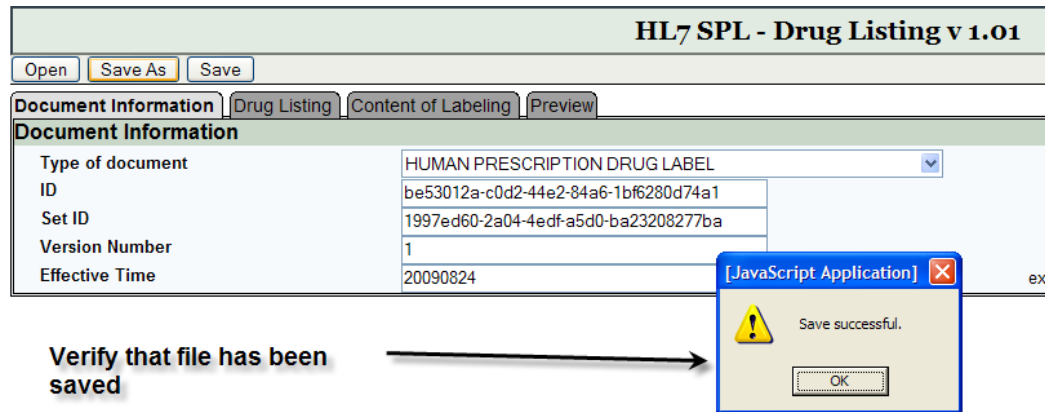 HL7 SPL - Drug Listing v 1.01
Open Save As Save
Document Information Drug Listing Content of Labeling Preview
Document Information
Type of document HUMAN PRESCRIPTION DRUG LABEL
ID be53012a-c0d2-44e2-84a6-1bf6280d74a1
Set ID 1997ed60-2a04-4edf-a5d0-ba23208277ba
Version Number 1
Effective Time 20090824 ex
[JavaScript Application]
Save successful.
OK
Verify that file has been
saved